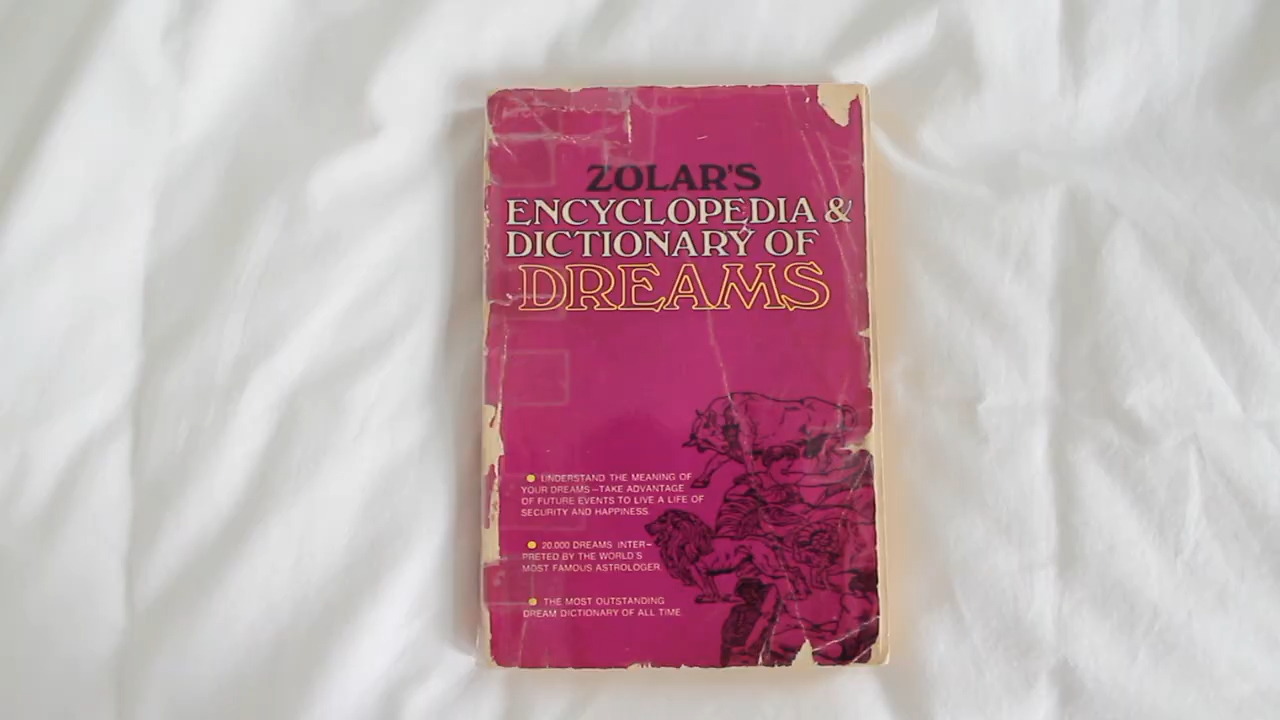 ZOLAR'S
ENCYCLOPEDIA &
DICTIONARY OF
DREAMS
● UNDERSTAND THE MEANING OF
YOUR DREAMS—TAKE ADVANTAGE
OF FUTURE EVENTS TO LIVE A LIFE OF
SECURITY AND HAPPINESS.
● 20,000 DREAMS INTER-
PRETED BY THE WORLD'S
MOST FAMOUS ASTROLOGER
● THE MOST OUTSTANDING
DREAM DICTIONARY OF ALL TIME.